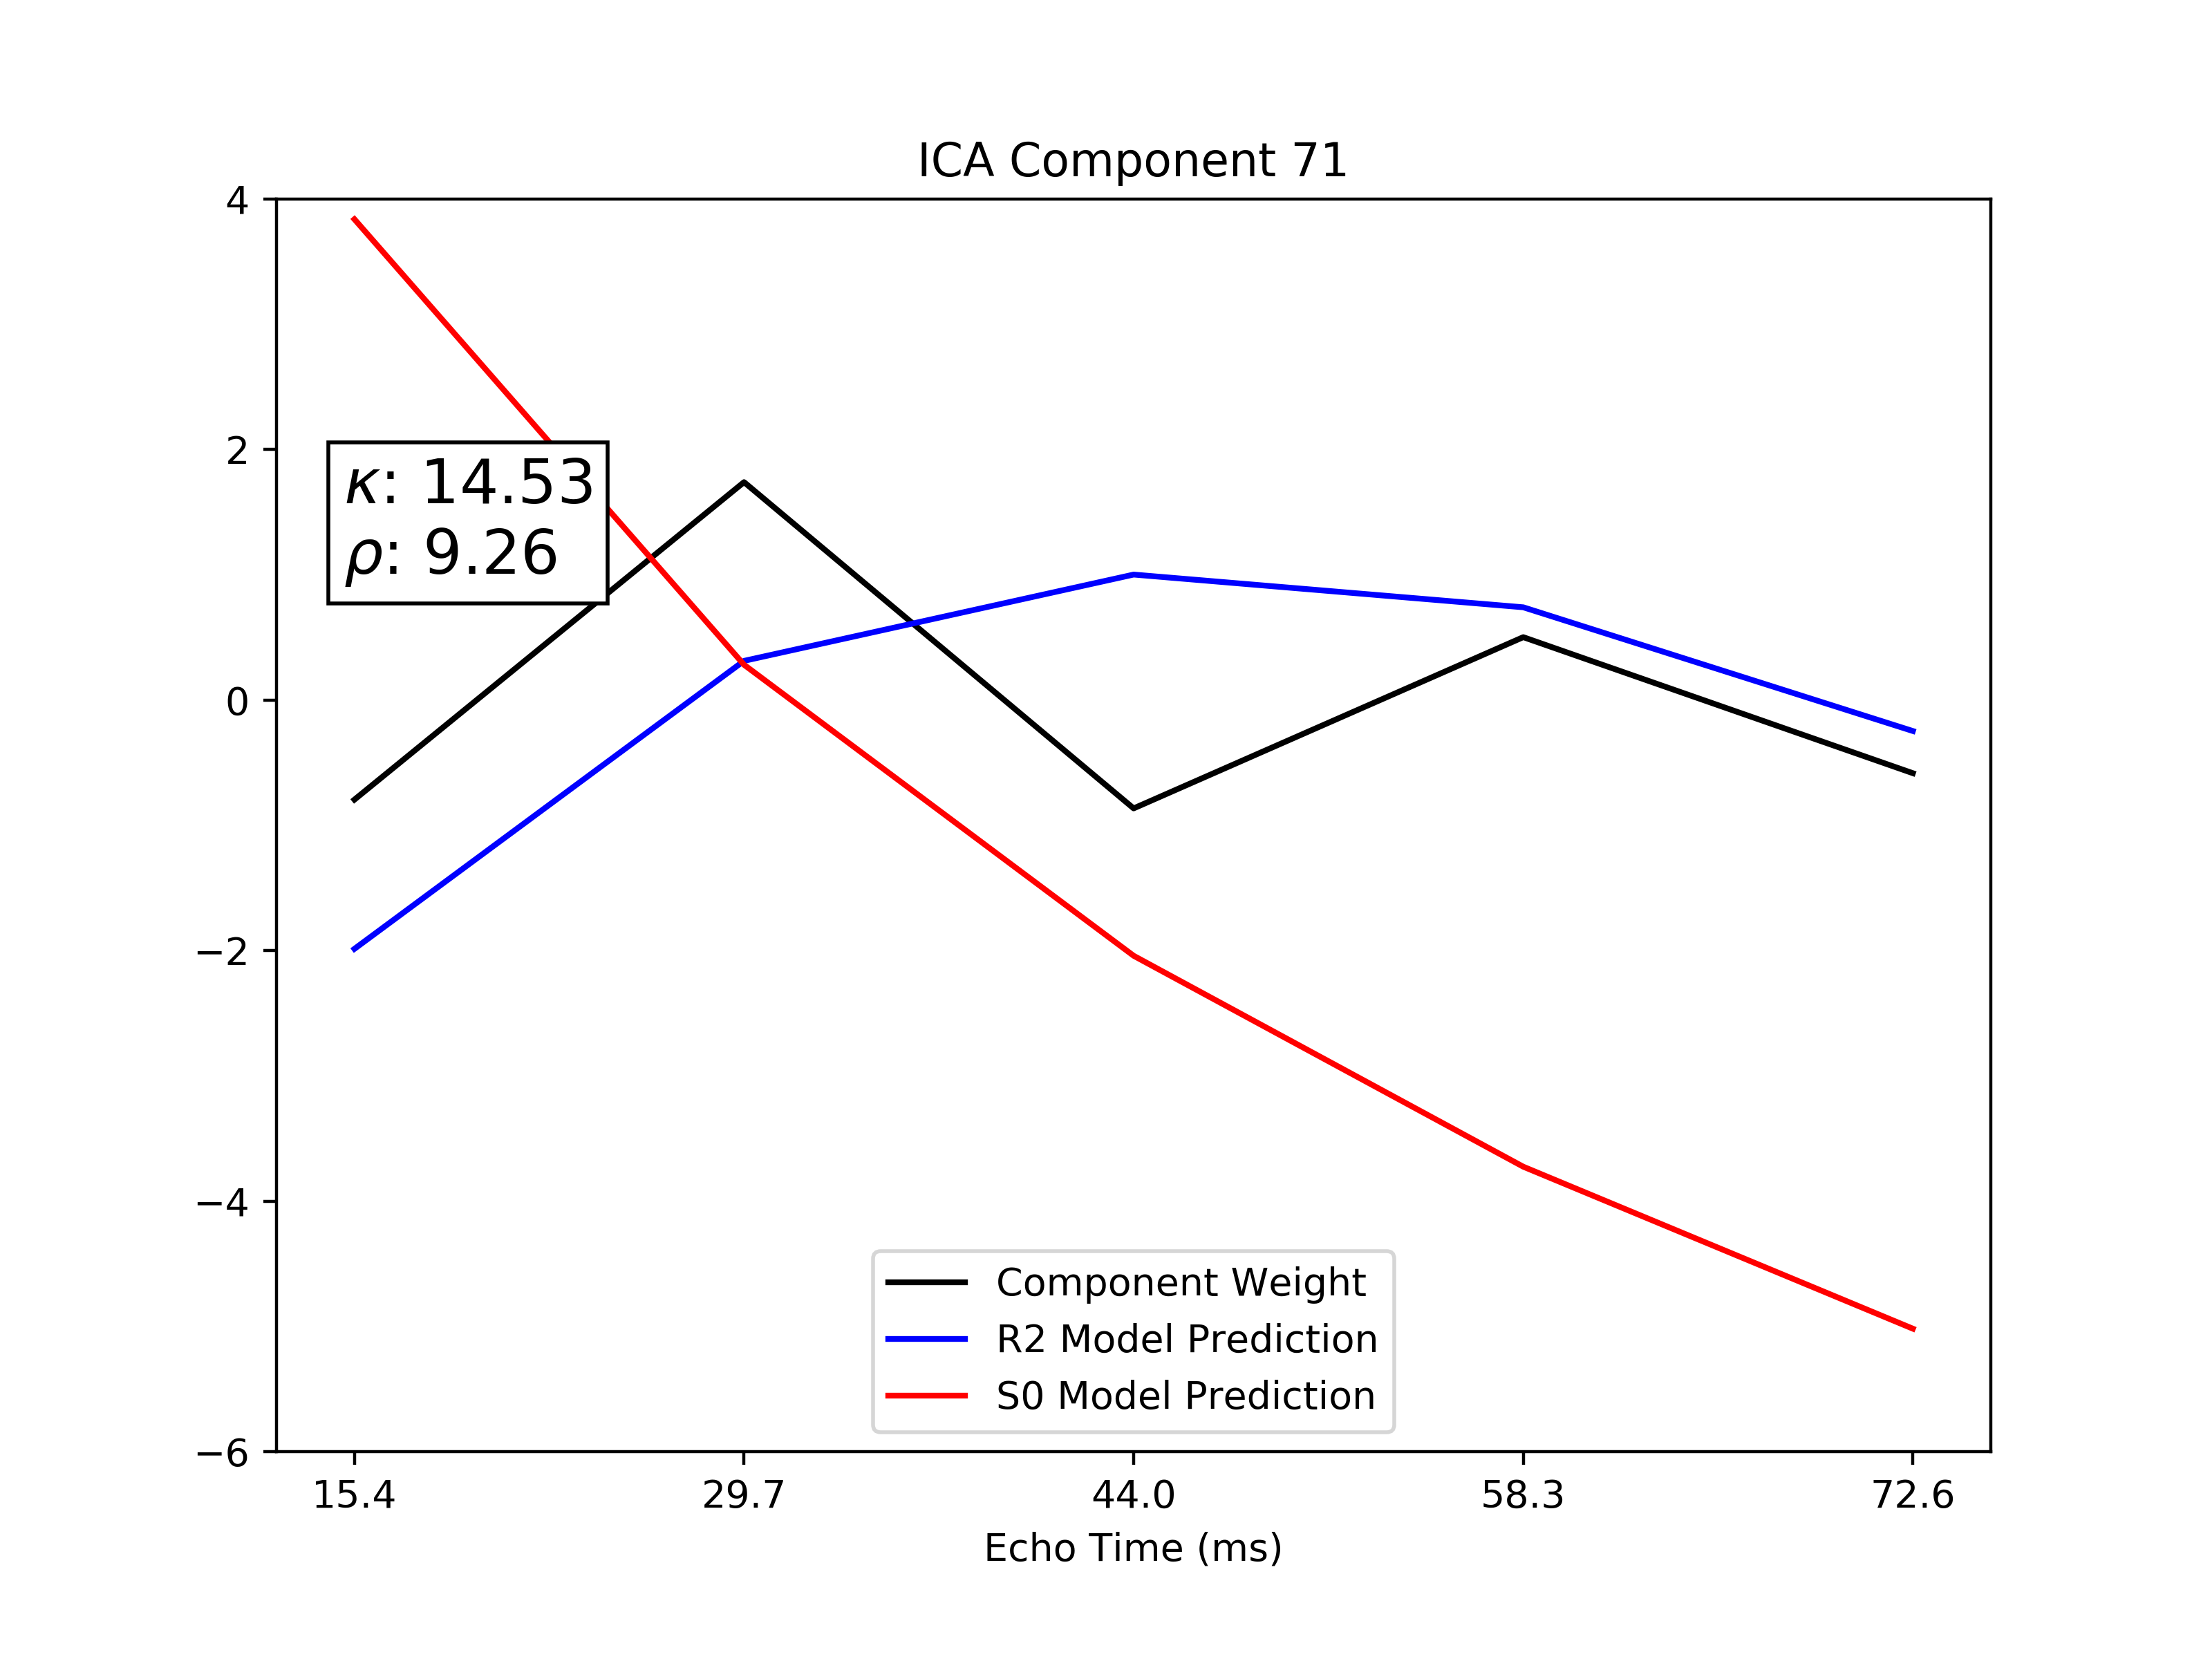 ICA Component 71
4
2
0
−2
−4
−6
κ: 14.53
ρ: 9.26
Component Weight
R2 Model Prediction
S0 Model Prediction
15.4 29.7 44.0 58.3 72.6
Echo Time (ms)